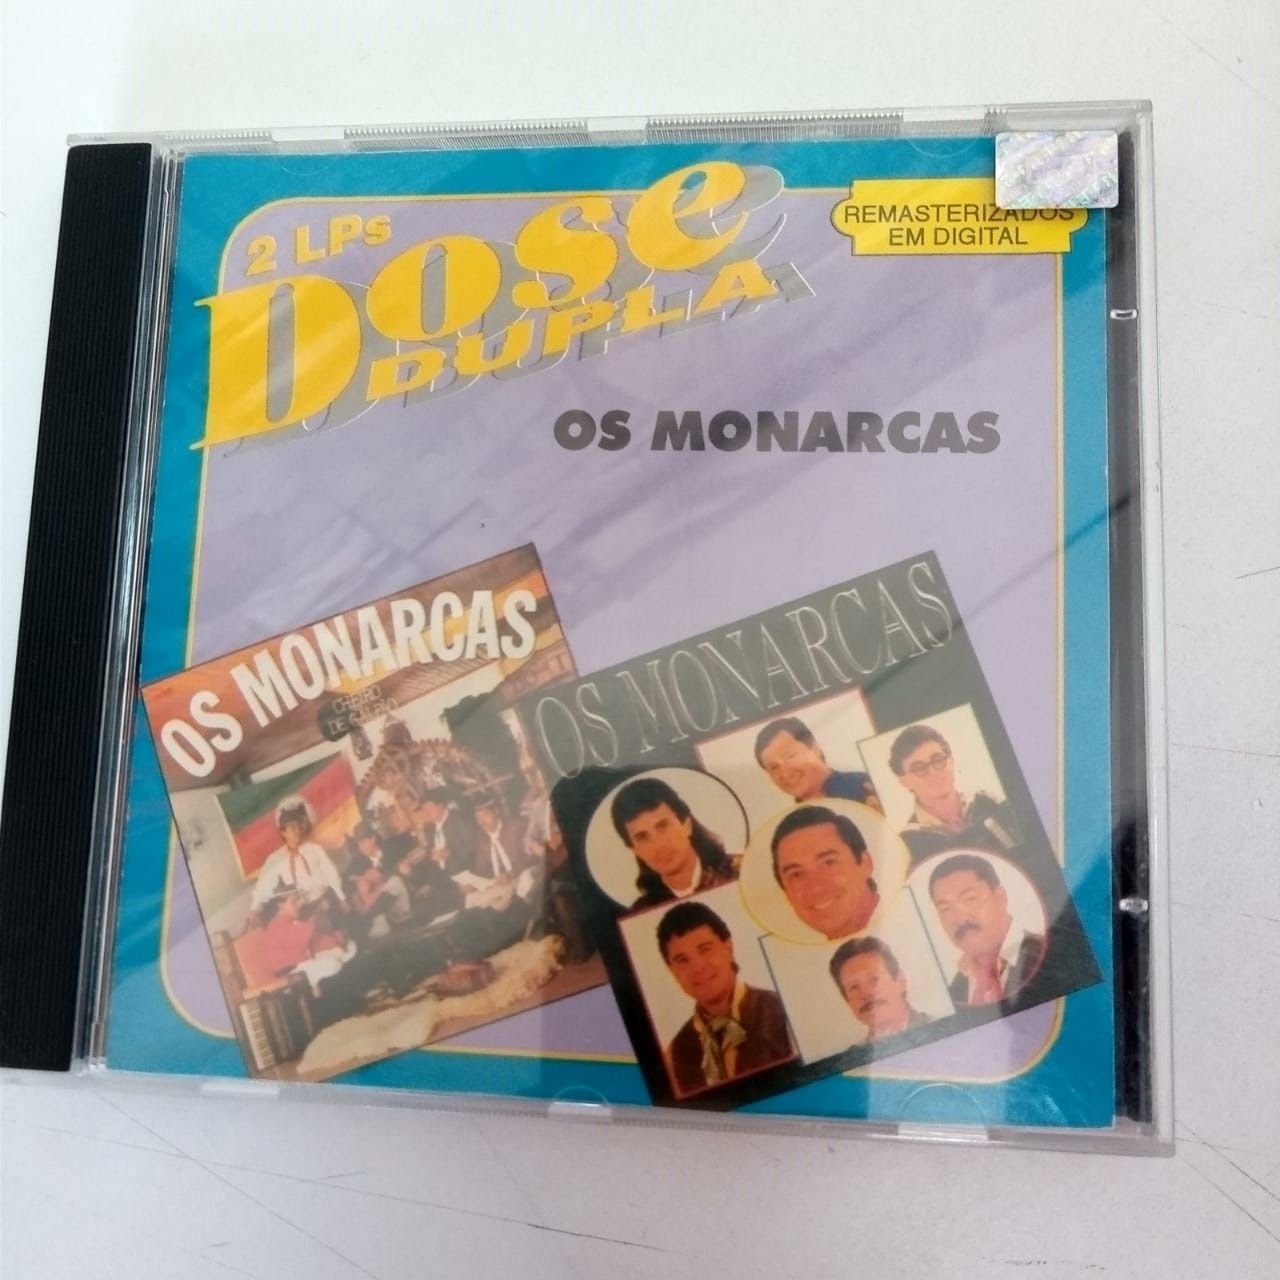 2 LPs
Dose
DUPLA
REMASTERIZADOS
EM DIGITAL
OS MONARCAS
OS MONARCAS
CHEIRO
DE GALPÃO
OS MONARCAS